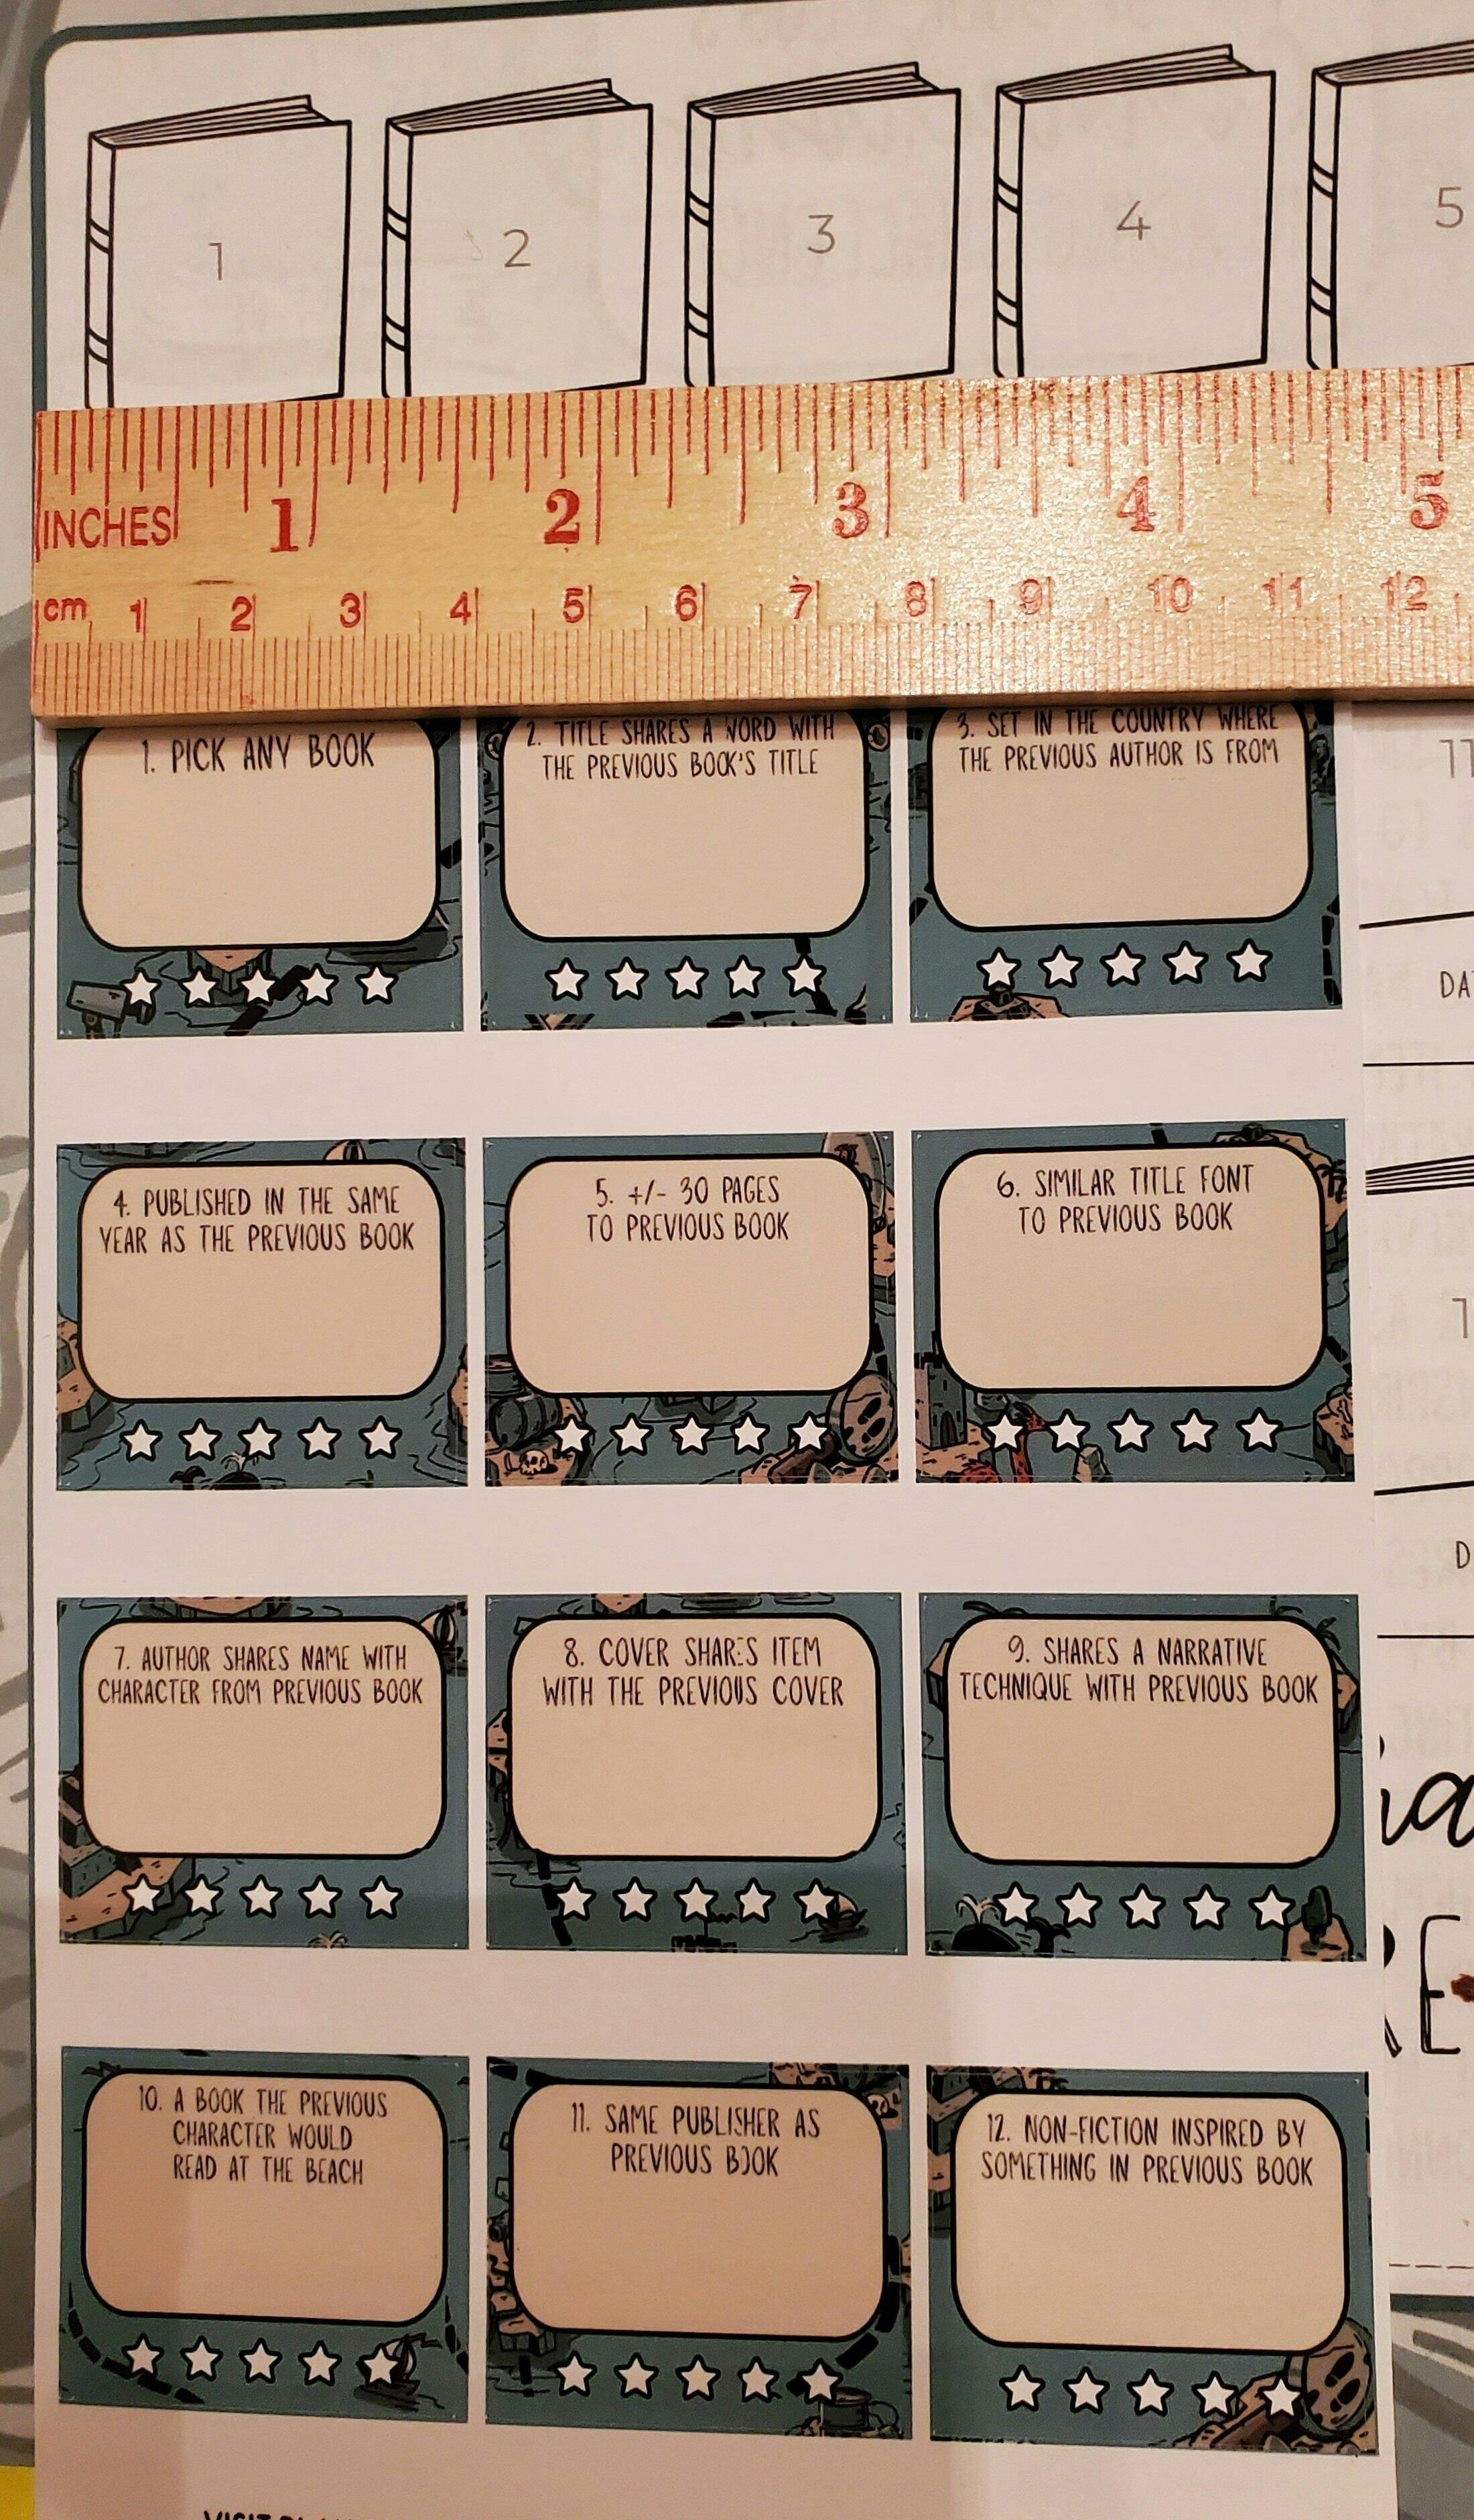 1 2 3 4 5
INCHES 1 2 3 4 5
cm 1 2 3 4 5 6 7 8 9 10 11 12
1. PICK ANY BOOK
2. TITLE SHARES A WORD WITH
THE PREVIOUS BOOK'S TITLE
3. SET IN THE COUNTRY WHERE
THE PREVIOUS AUTHOR IS FROM
11
DA
4. PUBLISHED IN THE SAME
YEAR AS THE PREVIOUS BOOK
5. +/- 30 PAGES
TO PREVIOUS BOOK
6. SIMILAR TITLE FONT
TO PREVIOUS BOOK
1
D
7. AUTHOR SHARES NAME WITH
CHARACTER FROM PREVIOUS BOOK
8. COVER SHARES ITEM
WITH THE PREVIOUS COVER
9. SHARES A NARRATIVE
TECHNIQUE WITH PREVIOUS BOOK
a
RE
10. A BOOK THE PREVIOUS
CHARACTER WOULD
READ AT THE BEACH
11. SAME PUBLISHER AS
PREVIOUS BOOK
12. NON-FICTION INSPIRED BY
SOMETHING IN PREVIOUS BOOK
VISIT